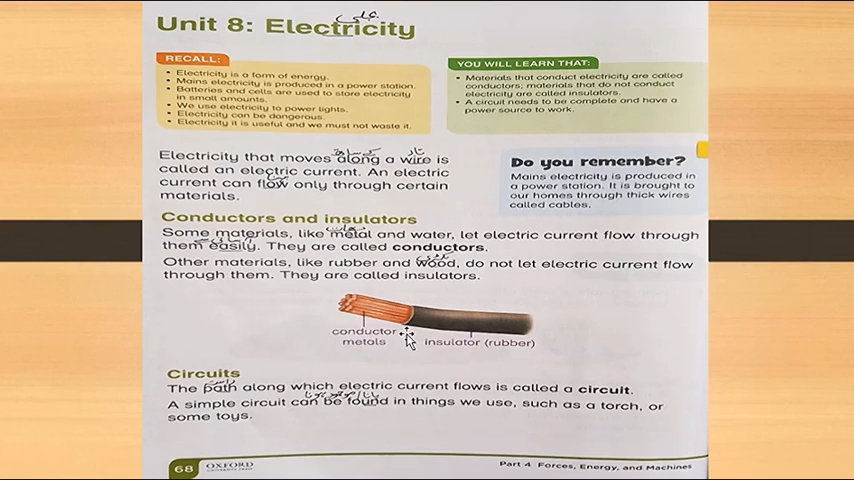 Unit 8: Electricity
بجلی
RECALL:
• Electricity is a form of energy.
• Mains electricity is produced in a power station.
• Batteries and cells are used to store electricity
in small amounts.
• We use electricity to power lights.
• Electricity can be dangerous.
• Electricity it is useful and we must not waste it.
YOU WILL LEARN THAT:
• Materials that conduct electricity are called
conductors; materials that do not conduct
electricity are called insulators.
• A circuit needs to be complete and have a
power source to work.
کے ساتھ تار
Electricity that moves along a wire is
called an electric current. An electric
current can flow only through certain
materials.
Do you remember?
Mains electricity is produced in
a power station. It is brought to
our homes through thick wires
called cables.
Conductors and insulators
Some materials, like metal and water, let electric current flow through
them easily. They are called conductors.
Other materials, like rubber and wood, do not let electric current flow
through them. They are called insulators.
conductor
metals
insulator (rubber)
Circuits
راستہ
The path along which electric current flows is called a circuit.
A simple circuit can be found in things we use, such as a torch, or
some toys.
68 OXFORD
UNIVERSITY PRESS
Part 4 Forces, Energy, and Machines